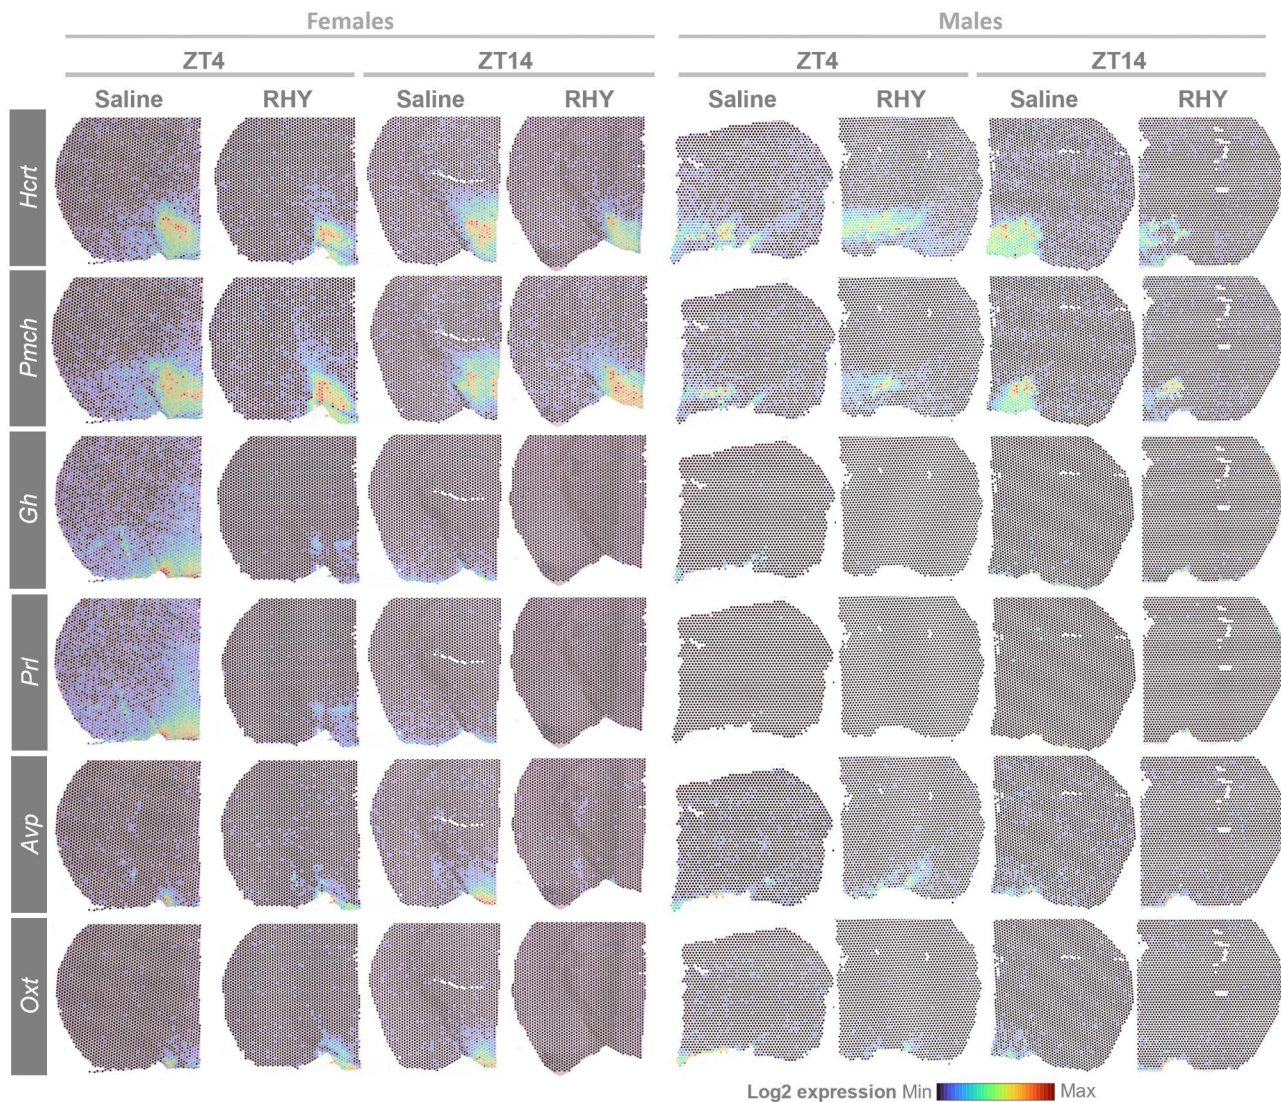 Females Males
ZT4 ZT14 ZT4 ZT14
Saline RHY Saline RHY Saline RHY Saline RHY
Hcrt
Pmch
Gh
Prl
Avp
Oxt
Log2 expression Min Max